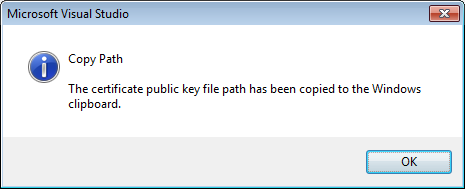 Microsoft Visual Studio
Copy Path
The certificate public key file path has been copied to the Windows
clipboard.
OK